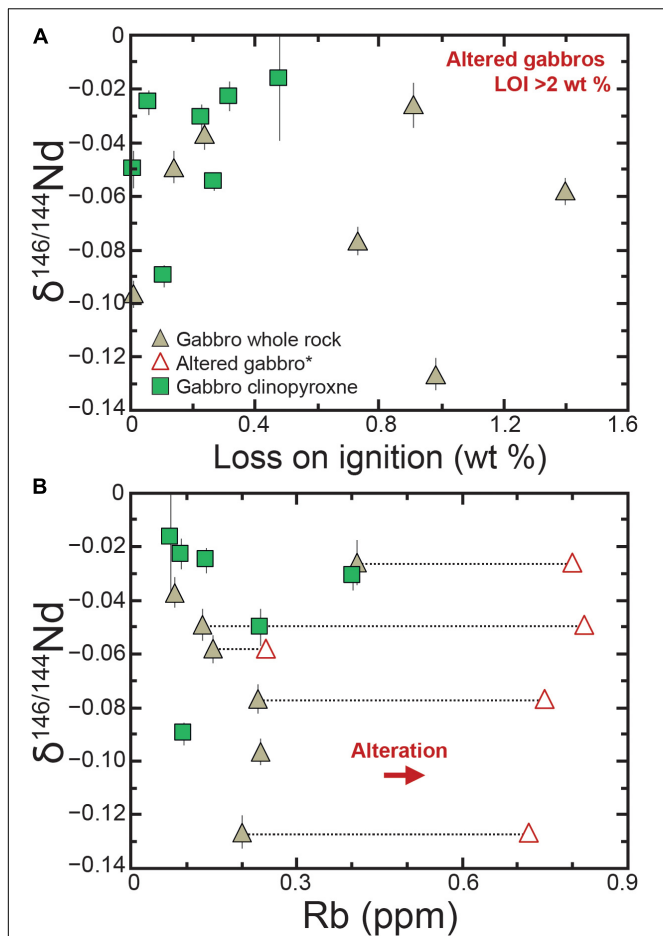 A
0
−0.02
−0.04
−0.06
−0.08
−0.10
−0.12
−0.14
δ146/144Nd
Altered gabbros
LOI >2 wt %
Gabbro whole rock
Altered gabbro*
Gabbro clinopyroxne
0 0.4 0.8 1.2 1.6
Loss on ignition (wt %)
B
0
−0.02
−0.04
−0.06
−0.08
−0.10
−0.12
−0.14
δ146/144Nd
Alteration
0 0.3 0.6 0.9
Rb (ppm)